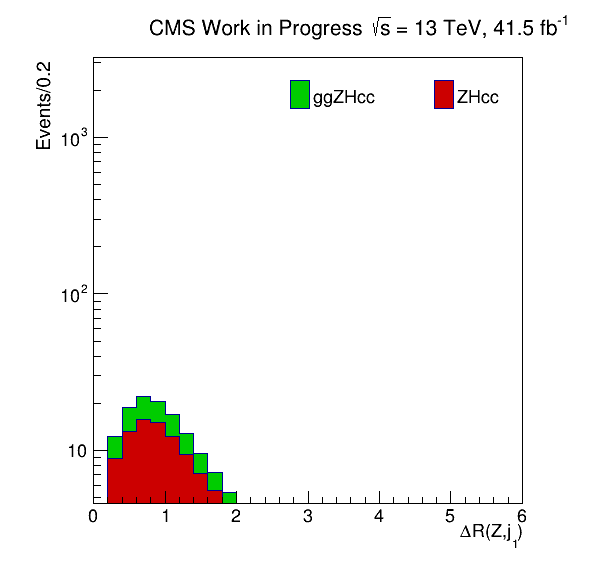 CMS Work in Progress √s = 13 TeV, 41.5 fb⁻¹
Events/0.2
ggZHcc ZHcc
10³
10²
10
0 1 2 3 4 5 6
ΔR(Z,j₁)